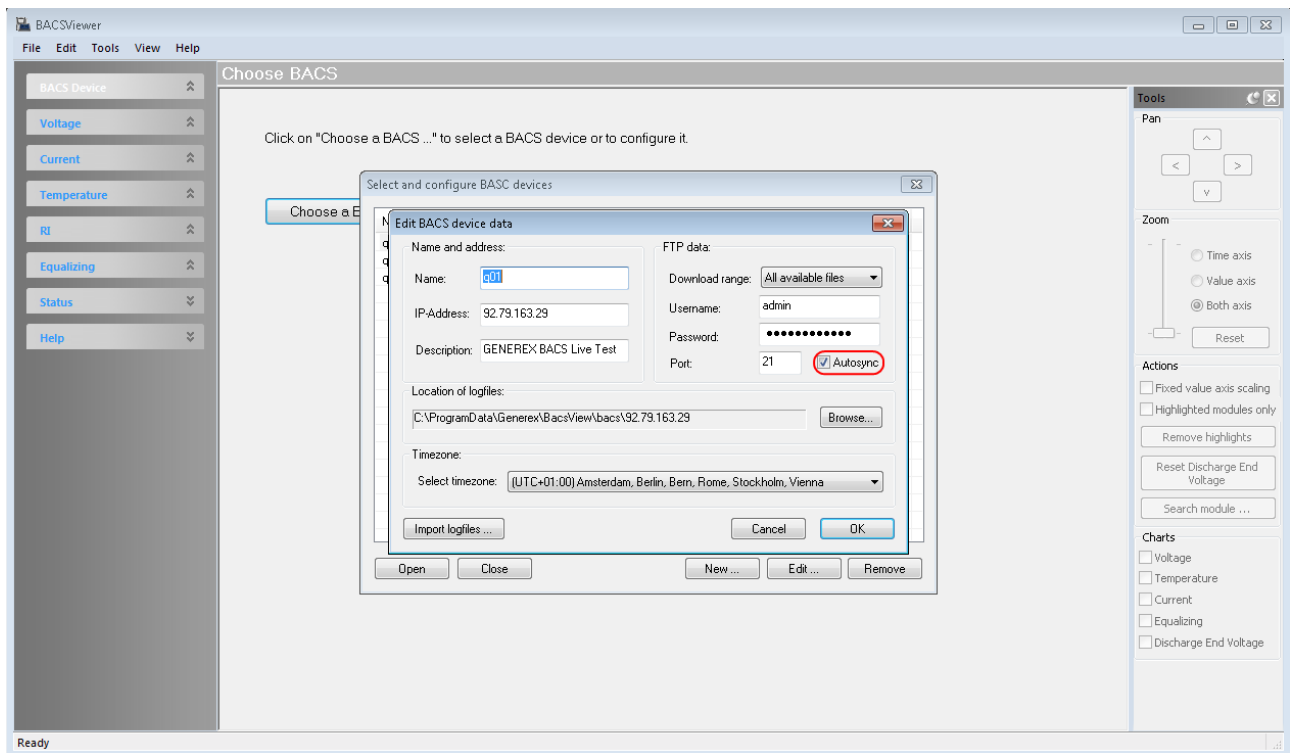 BACSViewer
File Edit Tools View Help
Choose BACS
BACS Device
Voltage
Current
Temperature
RI
Equalizing
Status
Help
Click on "Choose a BACS ..." to select a BACS device or to configure it.
Choose a
Select and configure BASC devices
Edit BACS device data
Name and address:
Name: q01
IP-Address: 92.79.163.29
Description: GENEREX BACS Live Test
FTP data:
Download range: All available files
Username: admin
Password: ●●●●●●●●●●●●
Port: 21 Autosync
Location of logfiles:
C:\ProgramData\Generex\BacsView\bacs\92.79.163.29 Browse...
Timezone:
Select timezone: (UTC+01:00) Amsterdam, Berlin, Bern, Rome, Stockholm, Vienna
Import logfiles ... Cancel OK
Open Close New ... Edit ... Remove
Tools
Pan
^
< >
v
Zoom
Time axis
Value axis
Both axis
Reset
Actions
Fixed value axis scaling
Highlighted modules only
Remove highlights
Reset Discharge End
Voltage
Search module ...
Charts
Voltage
Temperature
Current
Equalizing
Discharge End Voltage
Ready